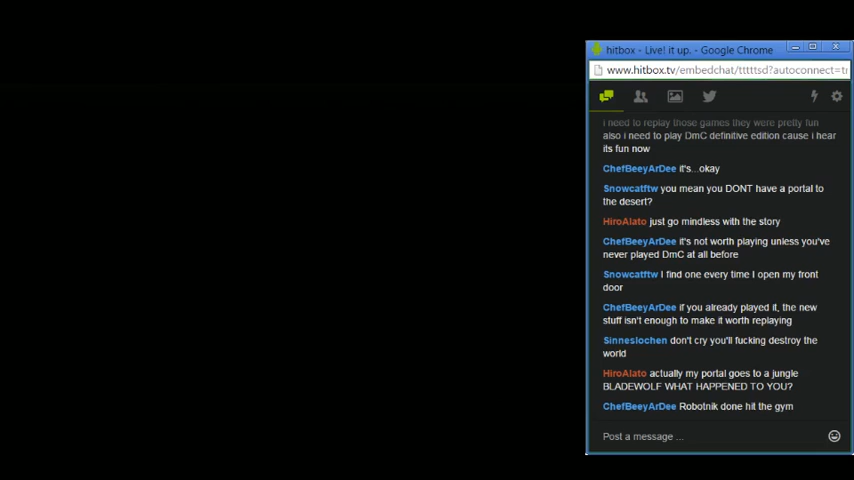 hitbox - Live! it up. - Google Chrome
www.hitbox.tv/embedchat/tttttsd?autoconnect=tr
i need to replay those games they were pretty fun
also i need to play DmC definitive edition cause i hear
its fun now
ChefBeeyArDee it's...okay
Snowcatftw you mean you DONT have a portal to
the desert?
HiroAlato just go mindless with the story
ChefBeeyArDee it's not worth playing unless you've
never played DmC at all before
Snowcatftw I find one every time I open my front
door
ChefBeeyArDee if you already played it, the new
stuff isn't enough to make it worth replaying
Sinneslochen don't cry you'll fucking destroy the
world
HiroAlato actually my portal goes to a jungle
BLADEWOLF WHAT HAPPENED TO YOU?
ChefBeeyArDee Robotnik done hit the gym
Post a message ...